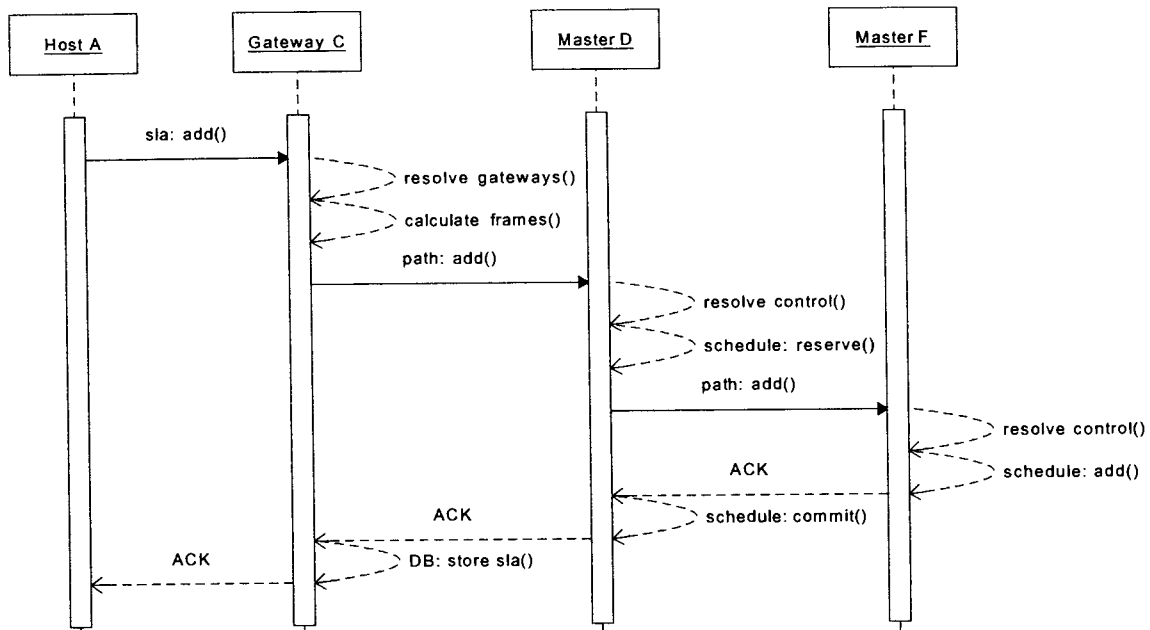 Host A
Gateway C
Master D
Master F
sla: add()
resolve gateways()
calculate frames()
path: add()
resolve control()
schedule: reserve()
path: add()
resolve control()
ACK
schedule: add()
ACK
schedule: commit()
ACK
DB: store sla()